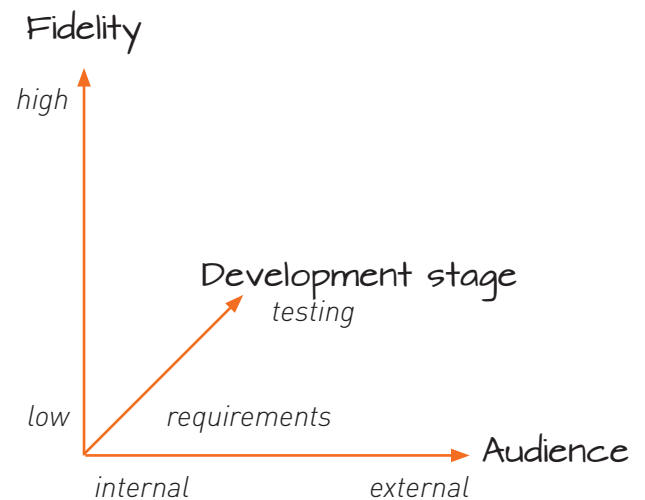 Fidelity
high
Development stage
testing
low
requirements
Audience
internal
external